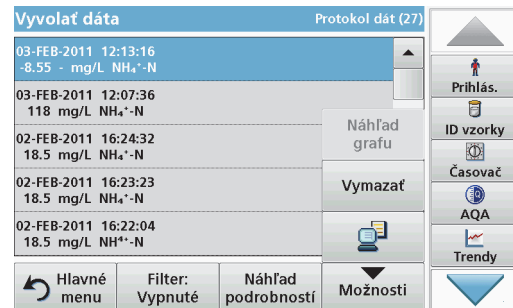 Vyvolať dáta
Protokol dát (27)
03-FEB-2011 12:13:16
-8.55 - mg/L NH₄⁺-N
03-FEB-2011 12:07:36
118 mg/L NH₄⁺-N
02-FEB-2011 16:24:32
18.5 mg/L NH₄⁺-N
02-FEB-2011 16:23:23
18.5 mg/L NH₄⁺-N
02-FEB-2011 16:22:04
18.5 mg/L NH⁴⁺-N
Náhľad
grafu
Vymazať
Hlavné
menu
Filter:
Vypnuté
Náhľad
podrobností
Možnosti
Prihlás.
ID vzorky
Časovač
AQA
Trendy